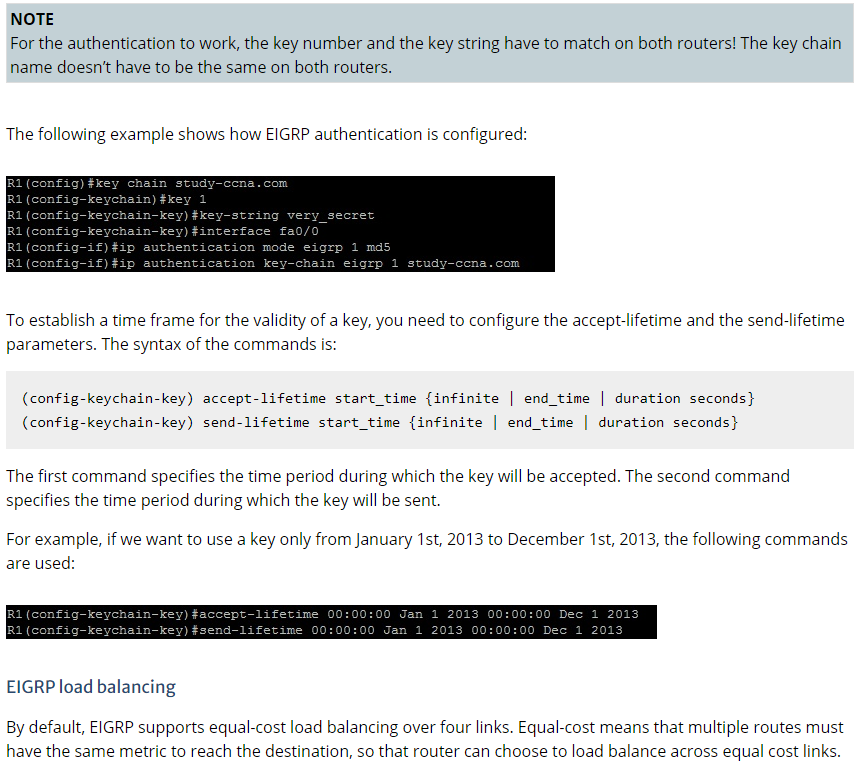 NOTE
For the authentication to work, the key number and the key string have to match on both routers! The key chain
name doesn’t have to be the same on both routers.
The following example shows how EIGRP authentication is configured:
R1(config)#key chain study-ccna.com
R1(config-keychain)#key 1
R1(config-keychain-key)#key-string very_secret
R1(config-keychain-key)#interface fa0/0
R1(config-if)#ip authentication mode eigrp 1 md5
R1(config-if)#ip authentication key-chain eigrp 1 study-ccna.com
To establish a time frame for the validity of a key, you need to configure the accept-lifetime and the send-lifetime
parameters. The syntax of the commands is:
(config-keychain-key) accept-lifetime start_time {infinite | end_time | duration seconds}
(config-keychain-key) send-lifetime start_time {infinite | end_time | duration seconds}
The first command specifies the time period during which the key will be accepted. The second command
specifies the time period during which the key will be sent.
For example, if we want to use a key only from January 1st, 2013 to December 1st, 2013, the following commands
are used:
R1(config-keychain-key)#accept-lifetime 00:00:00 Jan 1 2013 00:00:00 Dec 1 2013
R1(config-keychain-key)#send-lifetime 00:00:00 Jan 1 2013 00:00:00 Dec 1 2013
EIGRP load balancing
By default, EIGRP supports equal-cost load balancing over four links. Equal-cost means that multiple routes must
have the same metric to reach the destination, so that router can choose to load balance across equal cost links.